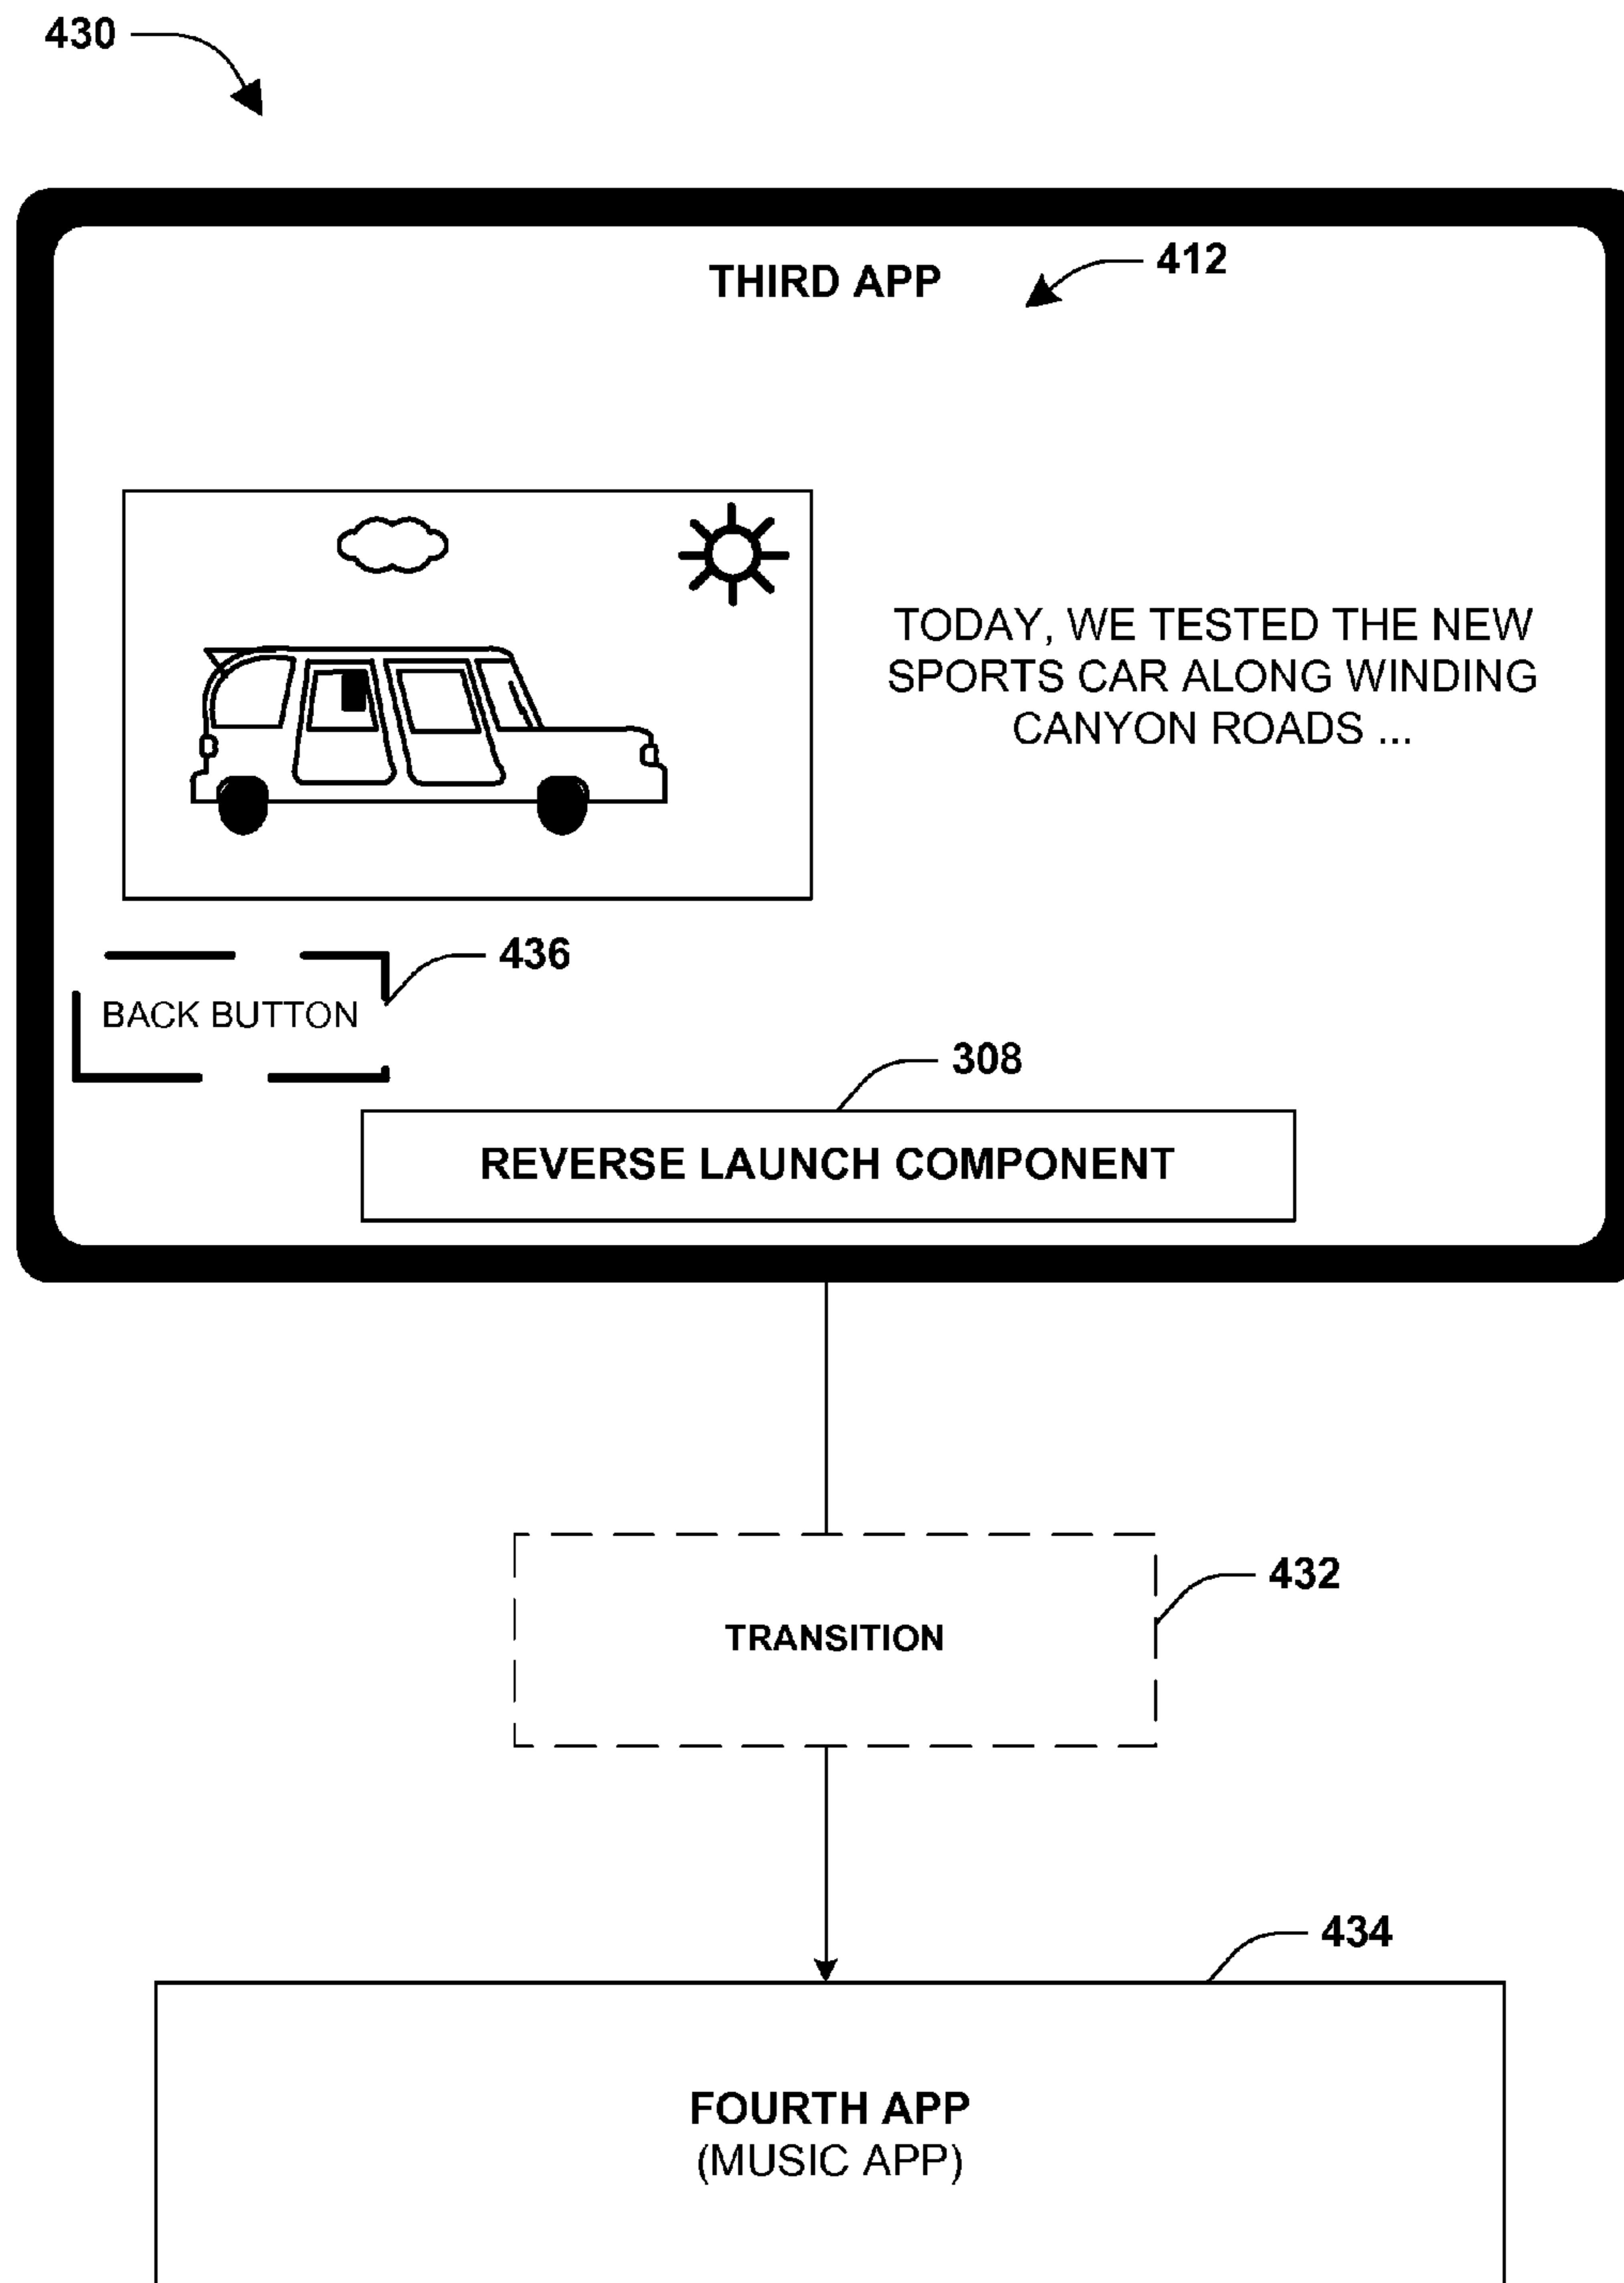 430
THIRD APP
412
TODAY, WE TESTED THE NEW
SPORTS CAR ALONG WINDING
CANYON ROADS ...
436
BACK BUTTON
308
REVERSE LAUNCH COMPONENT
432
TRANSITION
434
FOURTH APP
(MUSIC APP)